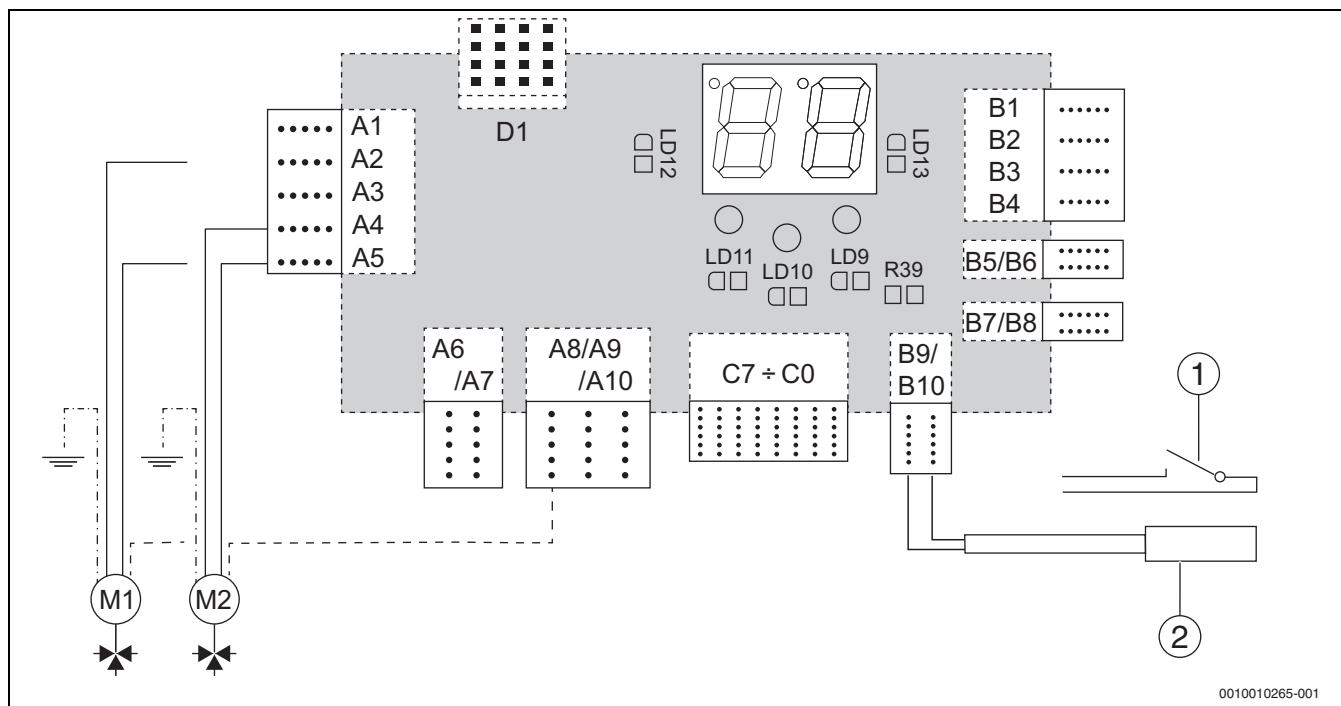 D1
A1
A2
A3
A4
A5
LD12
LD13
B1
B2
B3
B4
LD11
LD10
LD9
R39
B5/B6
B7/B8
A6
/A7
A8/A9
/A10
C7 ÷ C0
B9/
B10
1
M1
M2
2
0010010265-001